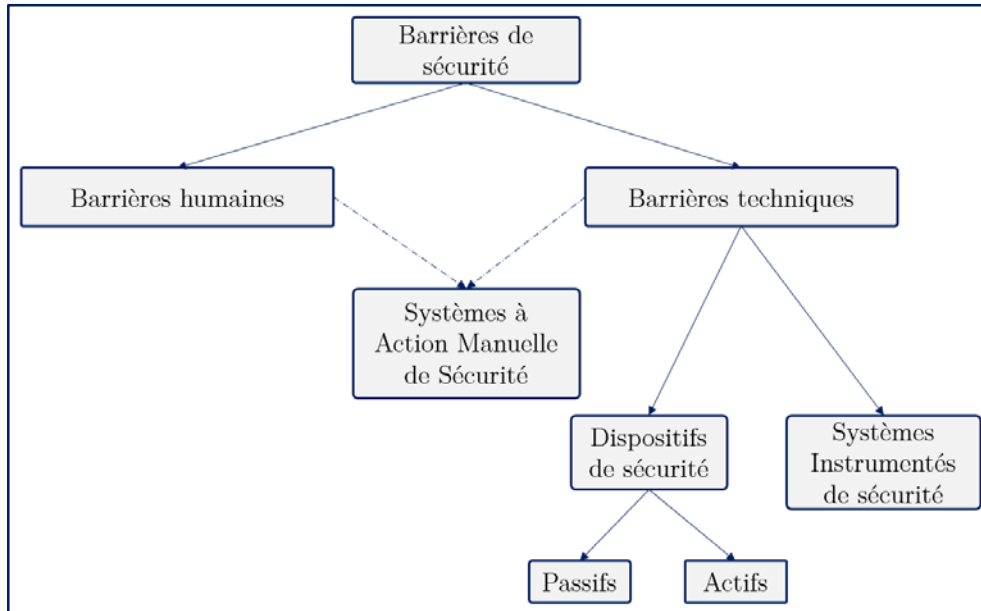 Barrières de
sécurité
Barrières humaines
Barrières techniques
Systèmes à
Action Manuelle
de Sécurité
Dispositifs
de sécurité
Systèmes
Instrumentés
de sécurité
Passifs
Actifs